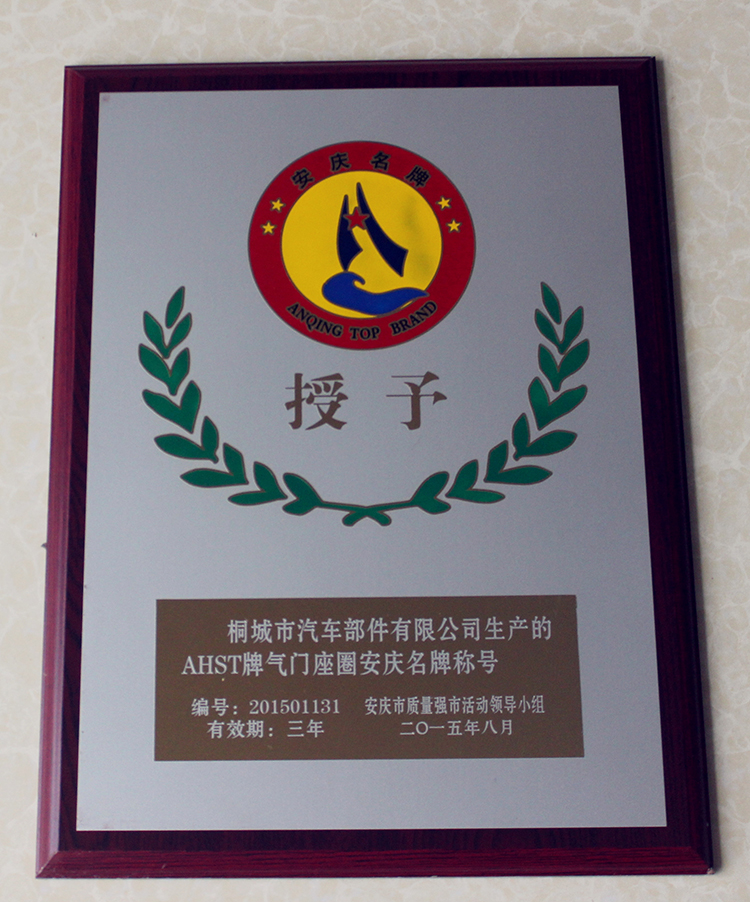 安庆名牌
ANQING TOP BRAND
授予
桐城市汽车部件有限公司生产的
AHST牌气门座圈安庆名牌称号
编号：201501131 安庆市质量强市活动领导小组
有效期：三年 二〇一五年八月